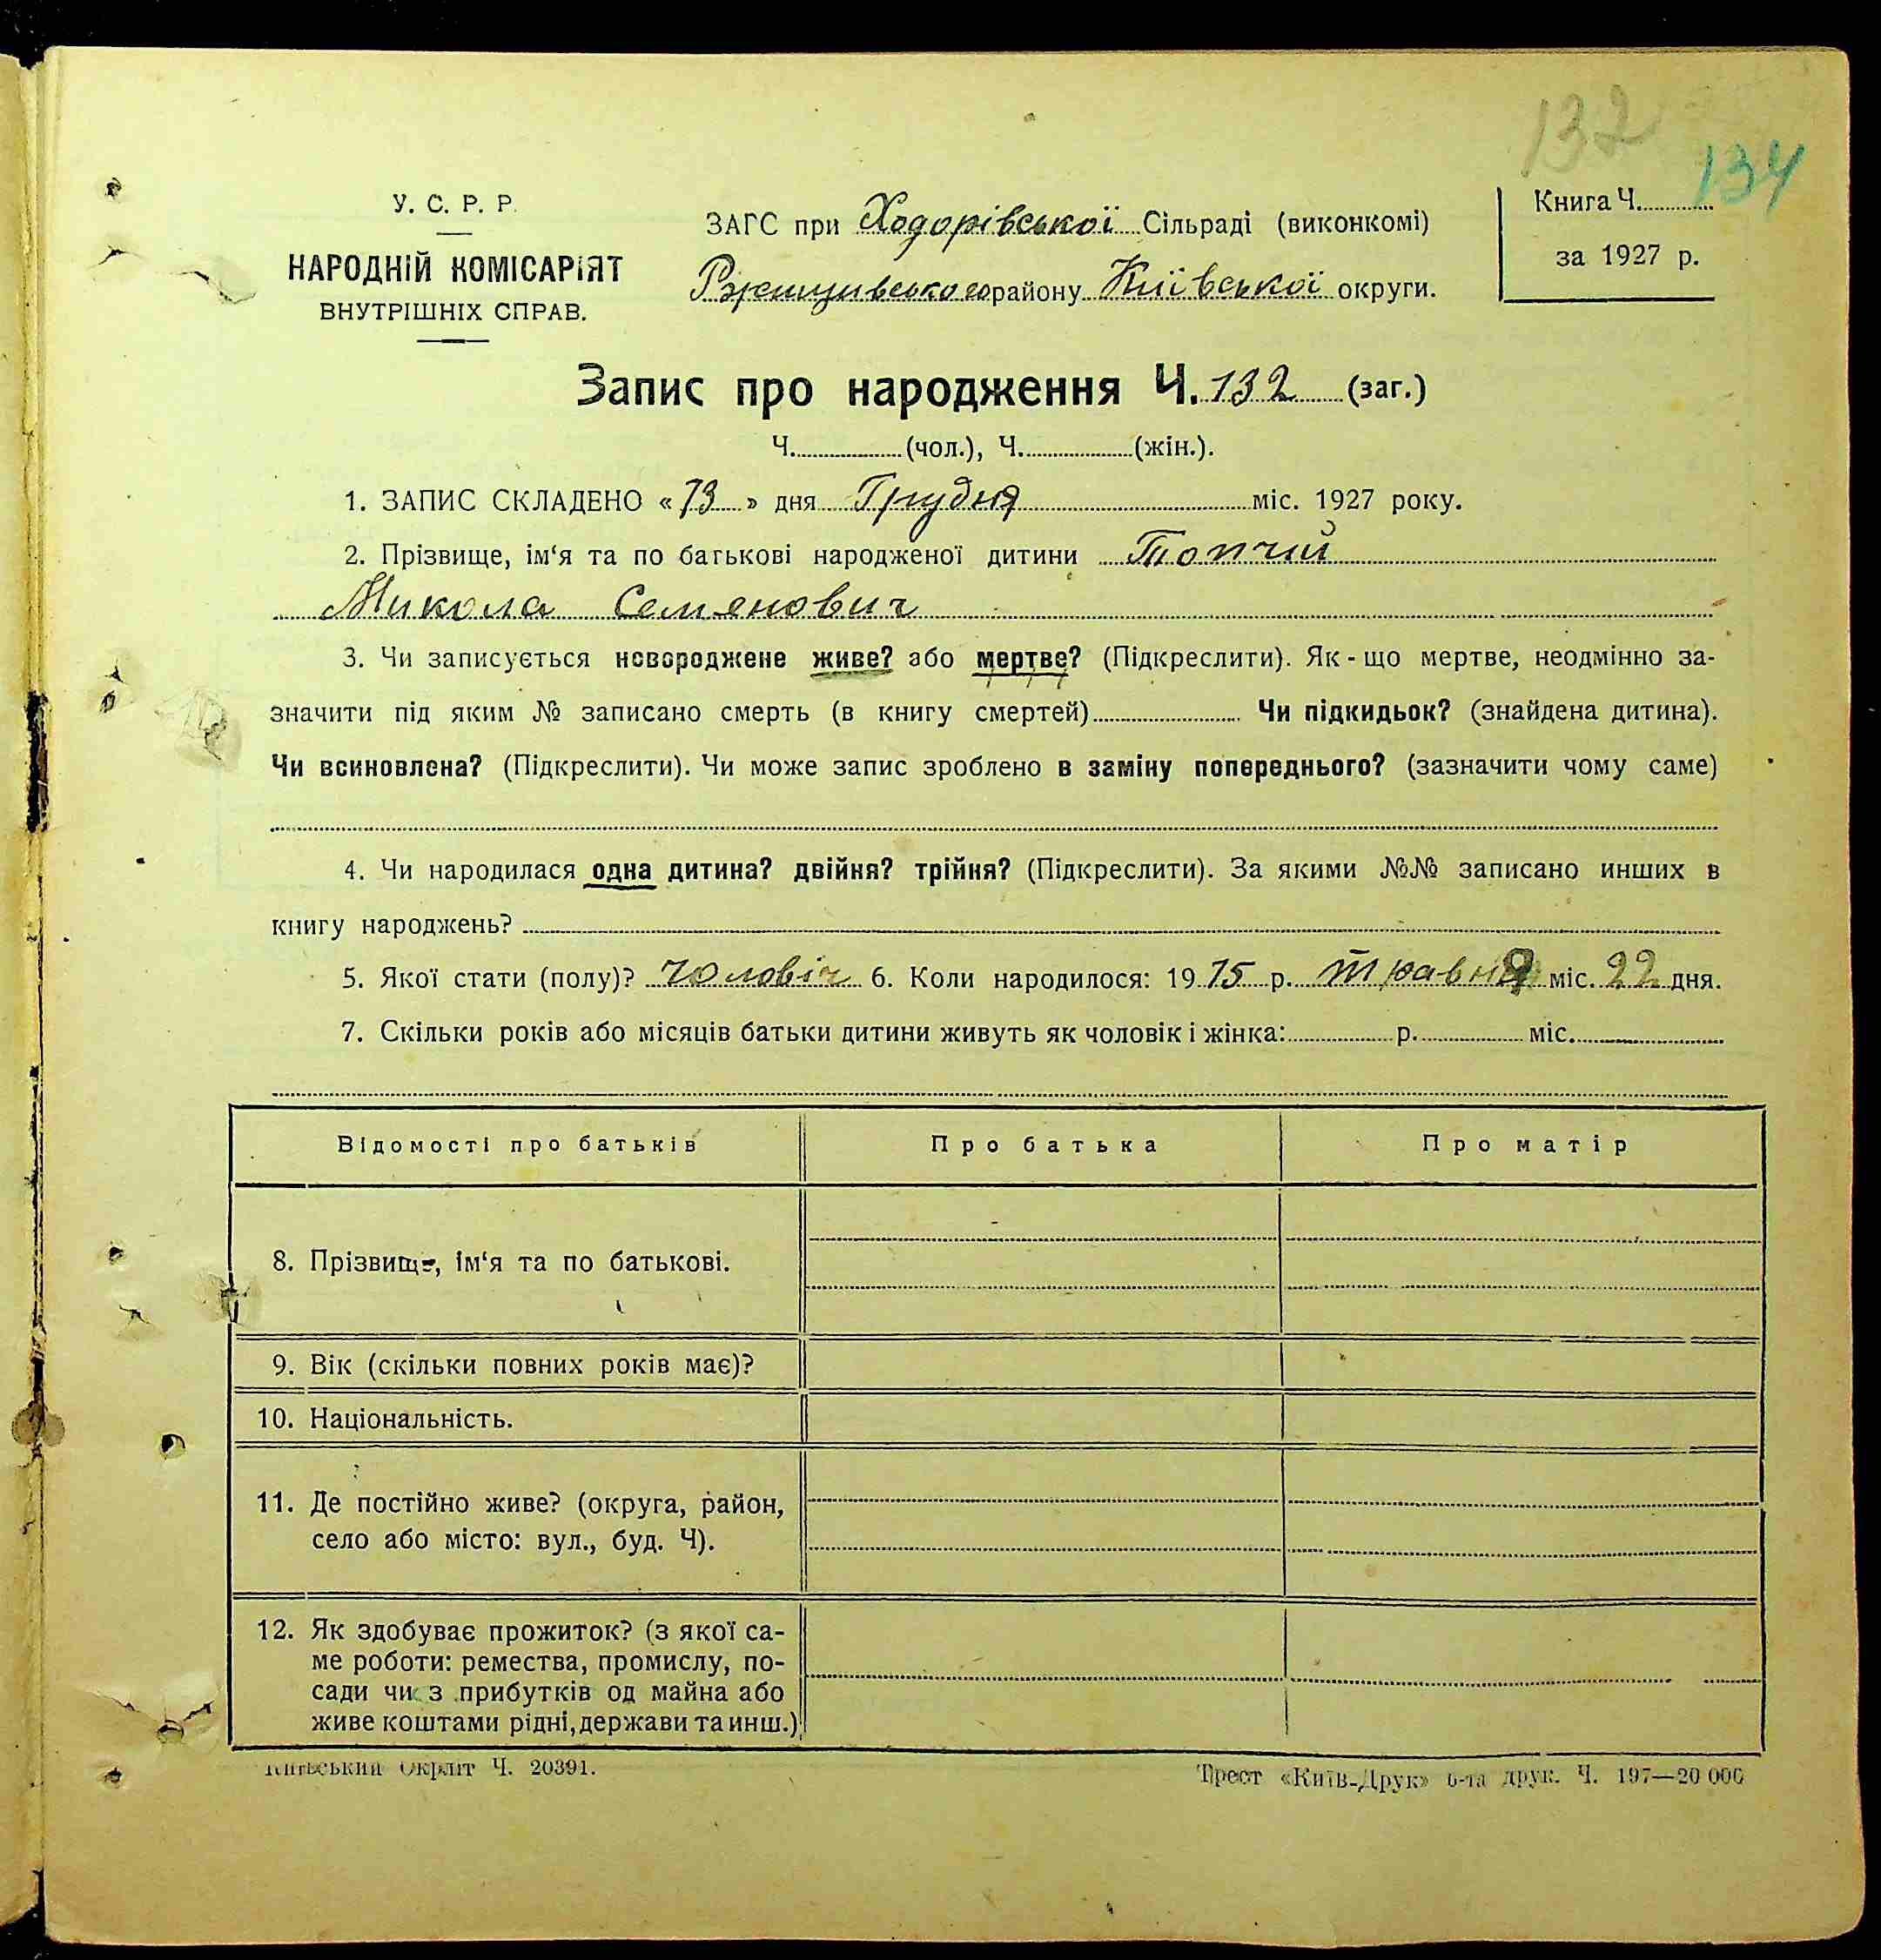 132
134
У. С. Р. Р.
НАРОДНІЙ КОМІСАРІЯТ
ВНУТРІШНІХ СПРАВ.
ЗАГС при Ходорівської Сільраді (виконкомі)
Ржищівського району Київської округи.
Книга Ч.
за 1927 р.
Запис про народження Ч. 132 (заг.)
Ч. (чол.), Ч. (жін.).
1. ЗАПИС СКЛАДЕНО «13» дня Грудня міс. 1927 року.
2. Прізвище, ім‘я та по батькові народженої дитини Топчий
Микола Семянович
3. Чи записується новороджене живе? або мертве? (Підкреслити). Як-що мертве, неодмінно за-
значити під яким № записано смерть (в книгу смертей) Чи підкидьок? (знайдена дитина).
Чи всиновлена? (Підкреслити). Чи може запис зроблено в заміну попереднього? (зазначити чому саме)
4. Чи народилася одна дитина? двійня? трійня? (Підкреслити). За якими №№ записано инших в
книгу народжень?
5. Якої стати (полу)? Чоловіч 6. Коли народилося: 1915 р. травня міс. 22 дня.
7. Скільки років або місяців батьки дитини живуть як чоловік і жінка: р. міс.
Відомості про батьків Про батька Про матір
8. Прізвище, ім‘я та по батькові.
9. Вік (скільки повних років має)?
10. Національність.
11. Де постійно живе? (округа, район,
село або місто: вул., буд. Ч).
12. Як здобуває прожиток? (з якої са-
ме роботи: ремества, промислу, по-
сади чи з прибутків од майна або
живе коштами рідні, держави та инш.)
Київський Окрліт Ч. 20391.
Трест «Київ-Друк» 6-та друк. Ч. 197—20 000